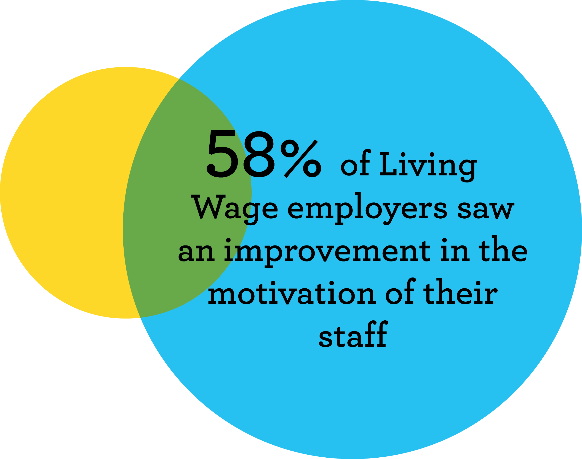 58% of Living
Wage employers saw
an improvement in the
motivation of their
staff